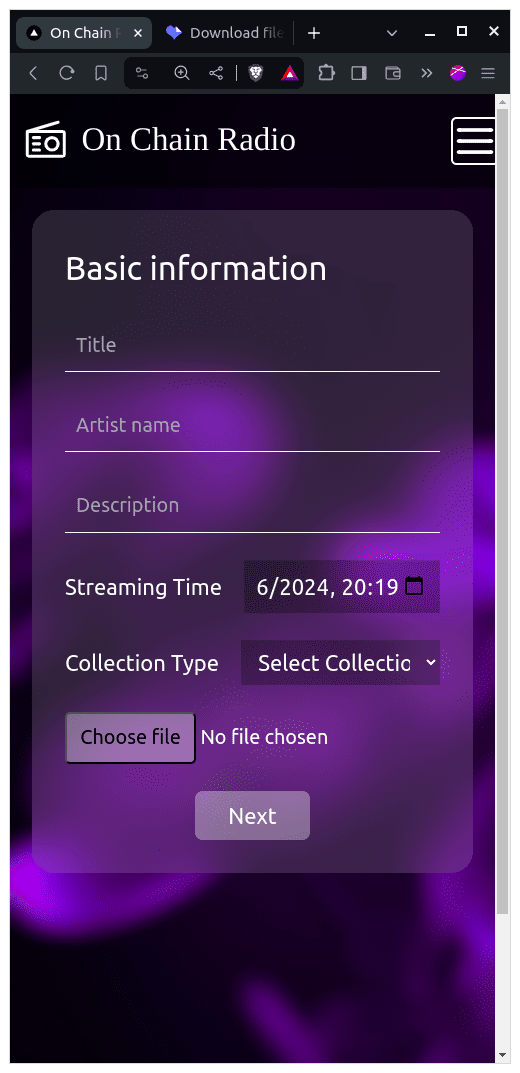 On Chain R
Download file
On Chain Radio
Basic information
Title
Artist name
Description
Streaming Time 6/2024, 20:19
Collection Type Select Collectio
Choose file No file chosen
Next